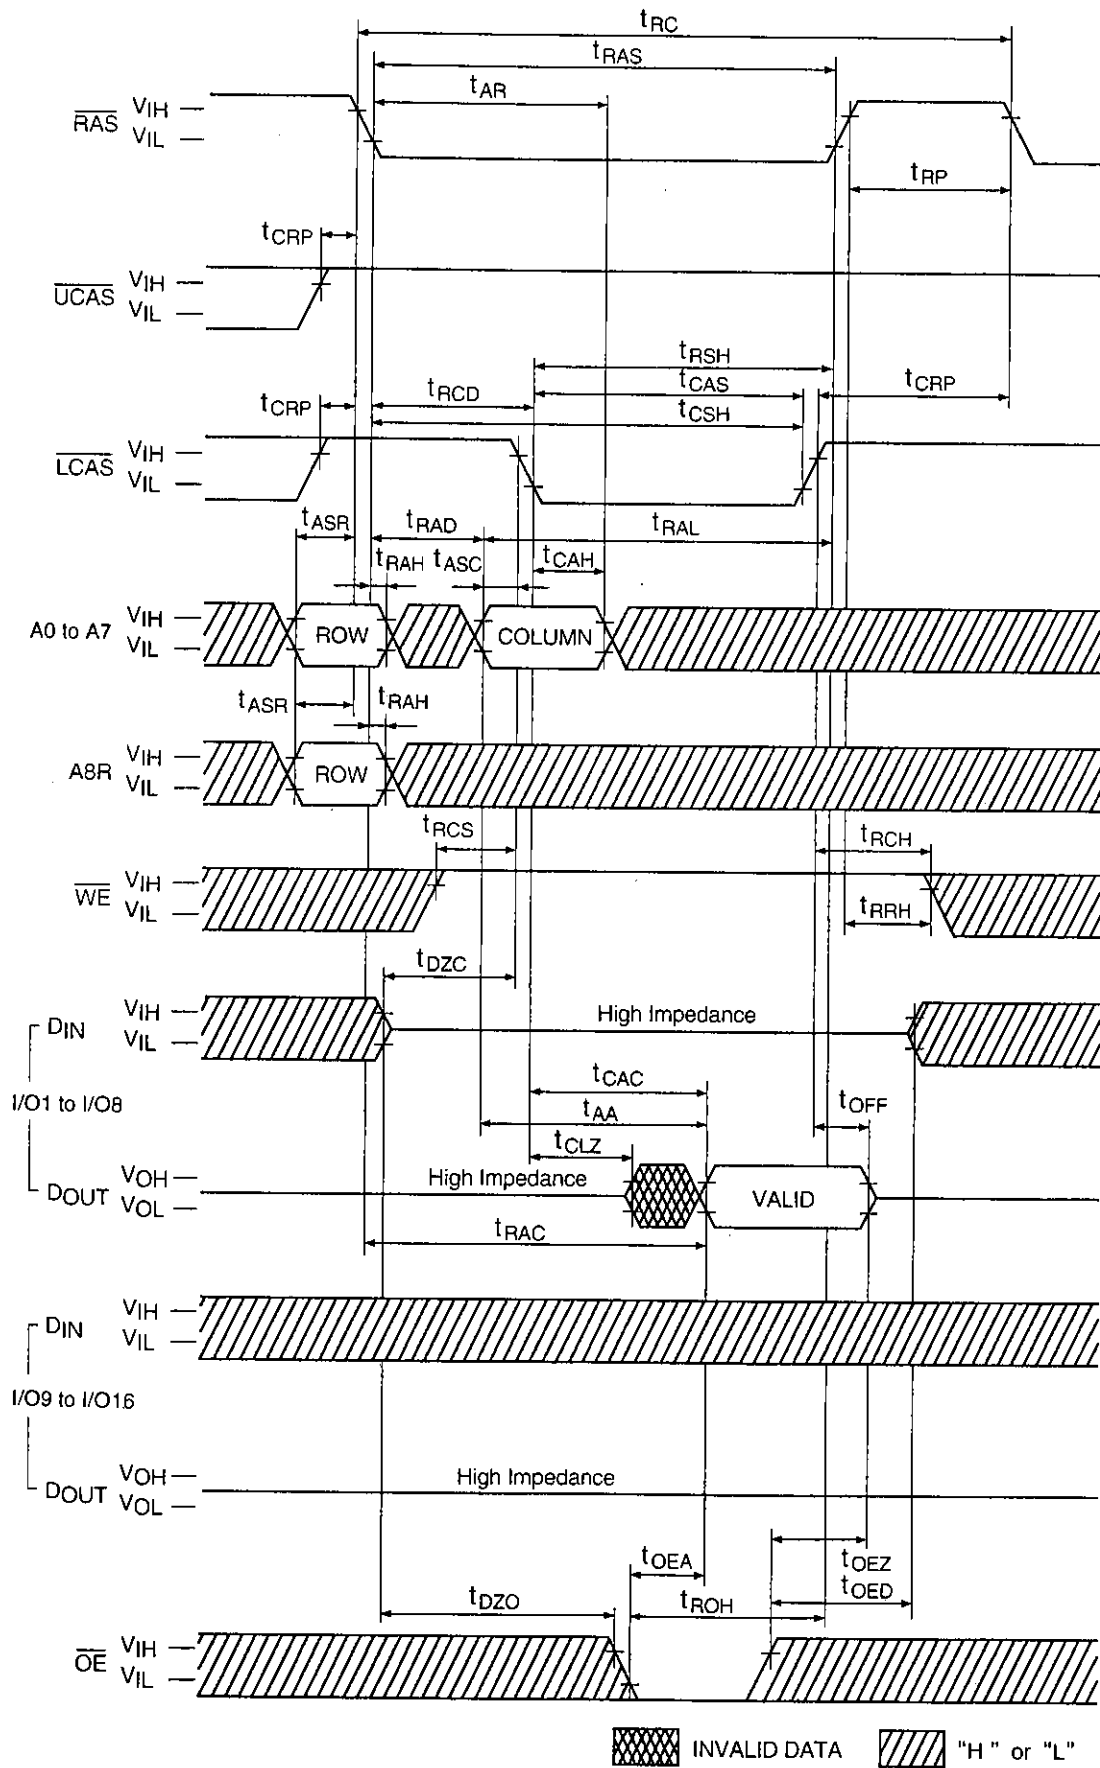 tRC
tRAS
tAR
RAS VIH
VIL
tRP
tCRP
UCAS VIH
VIL
tRSH
tCAS
tCRP
tRCD
tCRP
tCSH
LCAS VIH
VIL
tASR
tRAD
tRAL
tRAH
tASC
tCAH
A0 to A7 VIH
VIL
ROW
COLUMN
tASR
tRAH
A8R VIH
VIL
ROW
tRCS
tRCH
WE VIH
VIL
tRRH
tDZC
DIN VIH
VIL
High Impedance
I/O1 to I/O8
tCAC
tOFF
tAA
tCLZ
DOUT VOH
VOL
High Impedance
VALID
tRAC
DIN VIH
VIL
I/O9 to I/O16
DOUT VOH
VOL
High Impedance
tOEA
tOEZ
tDZO
tROH
tOED
OE VIH
VIL
INVALID DATA
"H" or "L"